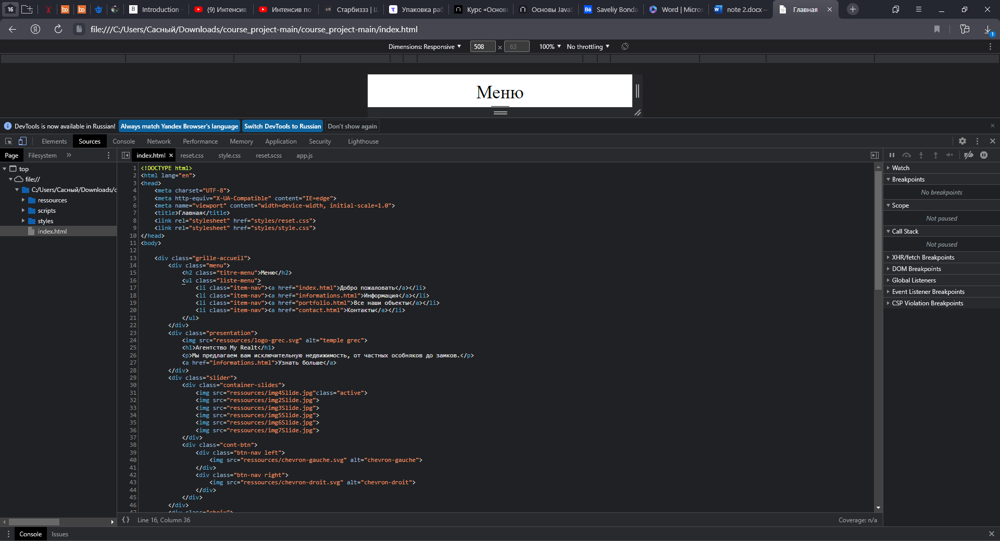 16
Introduction
(9) Интенсив
Интенсив по
Старбиззз | Ш
Упаковка раб
Курс «Основы
Основы JavaS
Saveliy Bonda
Word | Micros
note 2.docx —
Главная
file:///C:/Users/Сасный/Downloads/course_project-main/course_project-main/index.html
1
Dimensions: Responsive
508 × 63
100%
No throttling
Меню
DevTools is now available in Russian!
Always match Yandex Browser's language
Switch DevTools to Russian
Don't show again
Elements
Sources
Console
Network
Performance
Memory
Application
Security
Lighthouse
Page
Filesystem
top
file://
C:/Users/Сасный/Downloads/c
ressources
scripts
styles
index.html
index.html
reset.css
style.css
reset.scss
app.js
1 <!DOCTYPE html>
2 <html lang="en">
3 <head>
4 <meta charset="UTF-8">
5 <meta http-equiv="X-UA-Compatible" content="IE=edge">
6 <meta name="viewport" content="width=device-width, initial-scale=1.0">
7 <title>Главная</title>
8 <link rel="stylesheet" href="styles/reset.css">
9 <link rel="stylesheet" href="styles/style.css">
10 </head>
11 <body>
12
13 <div class="grille-accueil">
14 <div class="menu">
15 <h2 class="titre-menu">Меню</h2>
16 <ul class="liste-menu">
17 <li class="item-nav"><a href="index.html">Добро пожаловать</a></li>
18 <li class="item-nav"><a href="informations.html">Информация</a></li>
19 <li class="item-nav"><a href="portfolio.html">Все наши объекты</a></li>
20 <li class="item-nav"><a href="contact.html">Контакты</a></li>
21 </ul>
22 </div>
23 <div class="presentation">
24 <img src="ressources/logo-grec.svg" alt="temple grec">
25 <h1>Агентство My Realt</h1>
26 <p>Мы предлагаем вам исключительную недвижимость, от частных особняков до замков.</p>
27 <a href="informations.html">Узнать больше</a>
28 </div>
29 <div class="slider">
30 <div class="container-slides">
31 <img src="ressources/img4Slide.jpg"class="active">
32 <img src="ressources/img2Slide.jpg">
33 <img src="ressources/img3Slide.jpg">
34 <img src="ressources/img5Slide.jpg">
35 <img src="ressources/img6Slide.jpg">
36 <img src="ressources/img7Slide.jpg">
37 </div>
38 <div class="cont-btn">
39 <div class="btn-nav left">
40 <img src="ressources/chevron-gauche.svg" alt="chevron-gauche">
41 </div>
42 <div class="btn-nav right">
43 <img src="ressources/chevron-droit.svg" alt="chevron-droit">
44 </div>
45 </div>
46 </div>
47 <div class="choix">
Watch
Breakpoints
No breakpoints
Scope
Not paused
Call Stack
Not paused
XHR/fetch Breakpoints
DOM Breakpoints
Global Listeners
Event Listener Breakpoints
CSP Violation Breakpoints
{} Line 16, Column 36
Coverage: n/a
Console
Issues